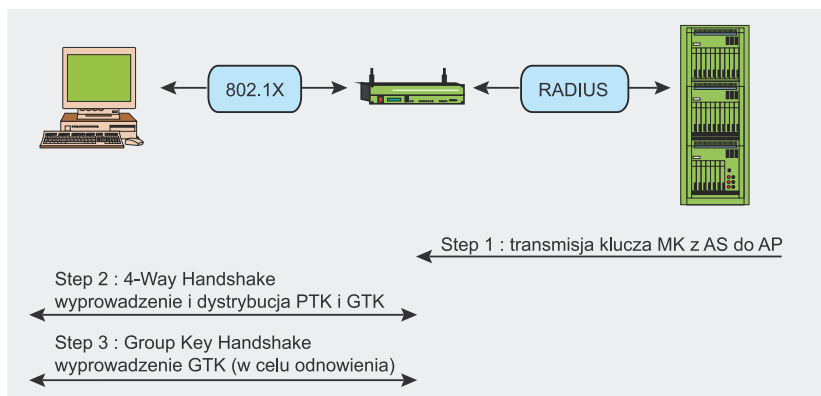 802.1X
RADIUS
Step 1 : transmisja klucza MK z AS do AP
Step 2 : 4-Way Handshake
wyprowadzenie i dystrybucja PTK i GTK
Step 3 : Group Key Handshake
wyprowadzenie GTK (w celu odnowienia)